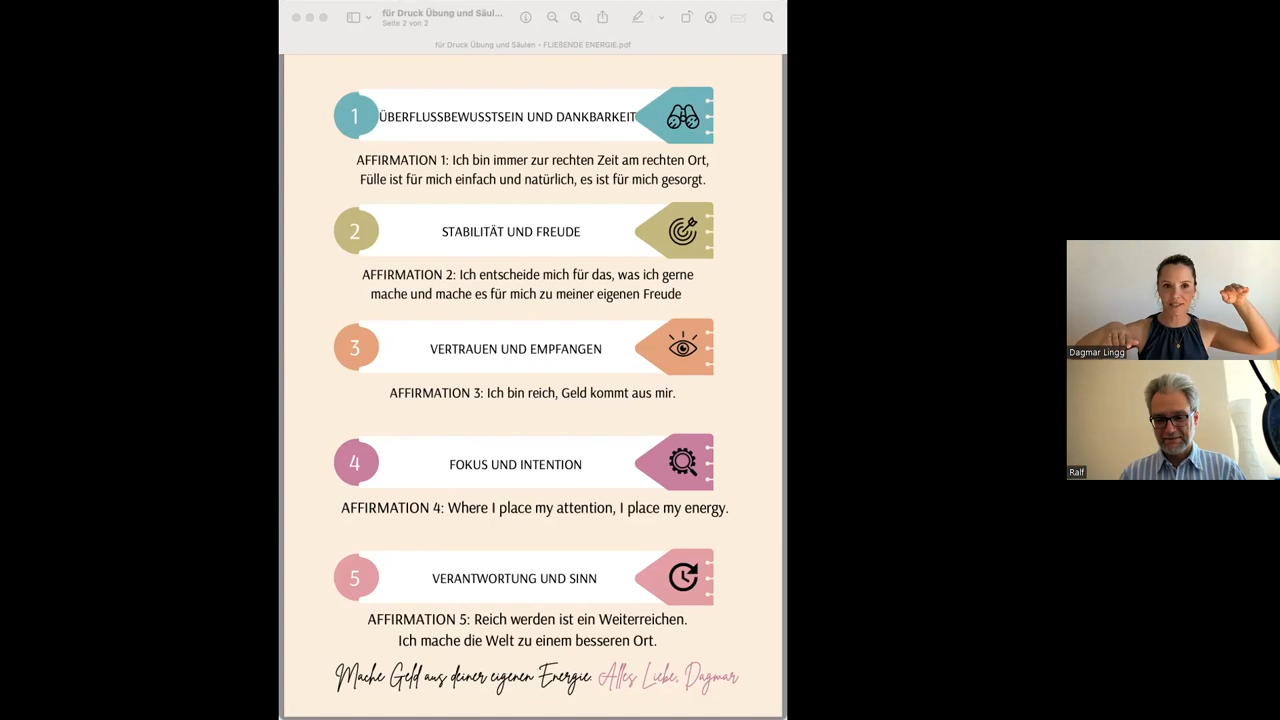 für Druck Übung und Säul...
Seite 2 von 2
für Druck Übung und Säulen - FLIEßENDE ENERGIE.pdf
1 ÜBERFLUSSBEWUSSTSEIN UND DANKBARKEIT
AFFIRMATION 1: Ich bin immer zur rechten Zeit am rechten Ort,
Fülle ist für mich einfach und natürlich, es ist für mich gesorgt.
2 STABILITÄT UND FREUDE
AFFIRMATION 2: Ich entscheide mich für das, was ich gerne
mache und mache es für mich zu meiner eigenen Freude
3 VERTRAUEN UND EMPFANGEN
AFFIRMATION 3: Ich bin reich, Geld kommt aus mir.
4 FOKUS UND INTENTION
AFFIRMATION 4: Where I place my attention, I place my energy.
5 VERANTWORTUNG UND SINN
AFFIRMATION 5: Reich werden ist ein Weiterreichen.
Ich mache die Welt zu einem besseren Ort.
Mache Geld aus deiner eigenen Energie. Alles Liebe, Dagmar
Dagmar Lingg
Ralf